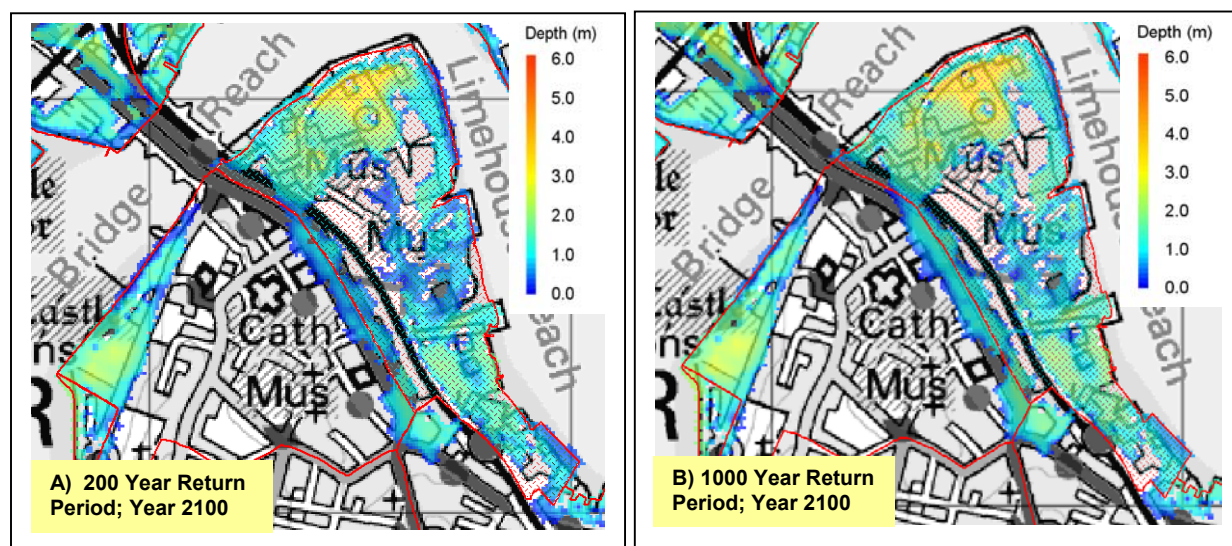 Depth (m)
6.0
5.0
4.0
3.0
2.0
1.0
0.0
Reach
Limehouse
Reach
Bridge
Mus
Mus
Cath
Mus
R
A) 200 Year Return
Period; Year 2100
Depth (m)
6.0
5.0
4.0
3.0
2.0
1.0
0.0
Reach
Limehouse
Reach
Bridge
Mus
Mus
Cath
Mus
R
B) 1000 Year Return
Period; Year 2100